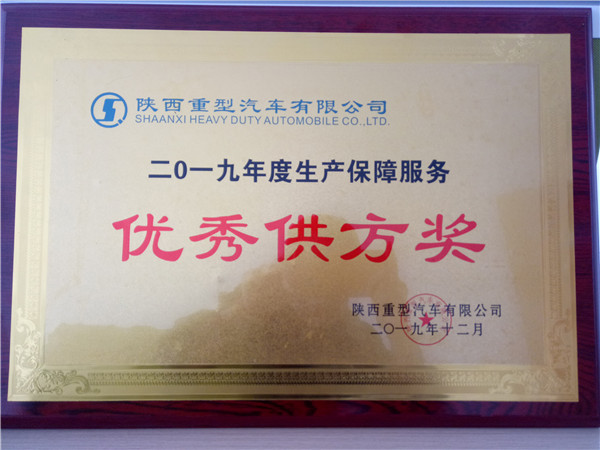 陕西重型汽车有限公司
SHAANXI HEAVY DUTY AUTOMOBILE CO.,LTD.
二0一九年度生产保障服务
优秀供方奖
陕西重型汽车有限公司
二〇一九年十二月